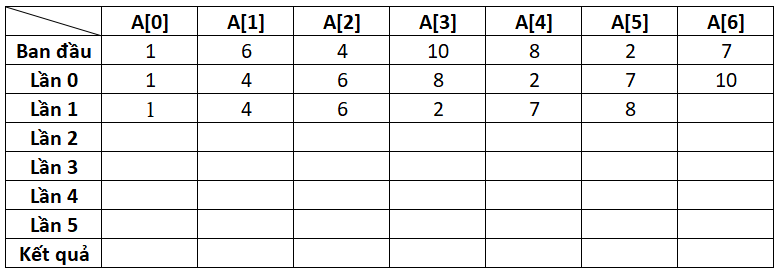 A[0] A[1] A[2] A[3] A[4] A[5] A[6]
Ban đầu 1 6 4 10 8 2 7
Lần 0 1 4 6 8 2 7 10
Lần 1 1 4 6 2 7 8
Lần 2
Lần 3
Lần 4
Lần 5
Kết quả